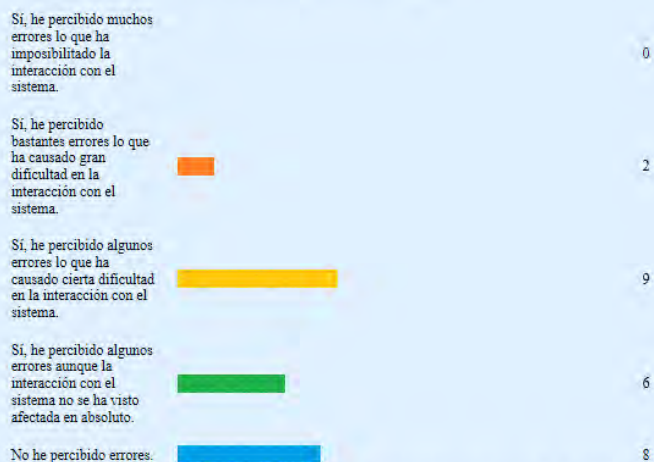 Sí, he percibido muchos
errores lo que ha
imposibilitado la
interacción con el
sistema.
0
Sí, he percibido
bastantes errores lo que
ha causado gran
dificultad en la
interacción con el
sistema.
2
Sí, he percibido algunos
errores lo que ha
causado cierta dificultad
en la interacción con el
sistema.
9
Sí, he percibido algunos
errores aunque la
interacción con el
sistema no se ha visto
afectada en absoluto.
6
No he percibido errores.
8